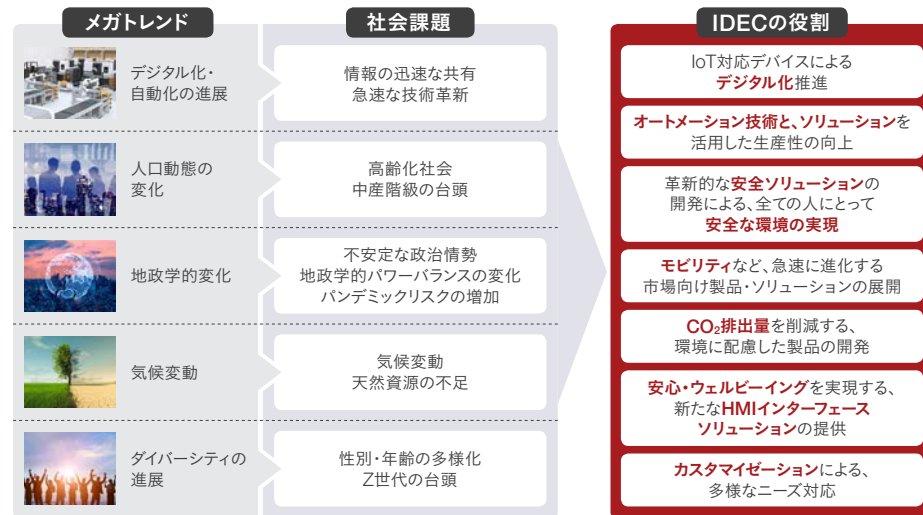 メガトレンド
社会課題
IDECの役割
デジタル化・
自動化の進展
情報の迅速な共有
急速な技術革新
人口動態の
変化
高齢化社会
中産階級の台頭
地政学的変化
不安定な政治情勢
地政学的パワーバランスの変化
パンデミックリスクの増加
気候変動
気候変動
天然資源の不足
ダイバーシティの
進展
性別・年齢の多様化
Z世代の台頭
IoT対応デバイスによる
デジタル化推進
オートメーション技術と、ソリューションを
活用した生産性の向上
革新的な安全ソリューションの
開発による、全ての人にとって
安全な環境の実現
モビリティなど、急速に進化する
市場向け製品・ソリューションの展開
CO₂排出量を削減する、
環境に配慮した製品の開発
安心・ウェルビーイングを実現する、
新たなHMIインターフェース
ソリューションの提供
カスタマイゼーションによる、
多様なニーズ対応